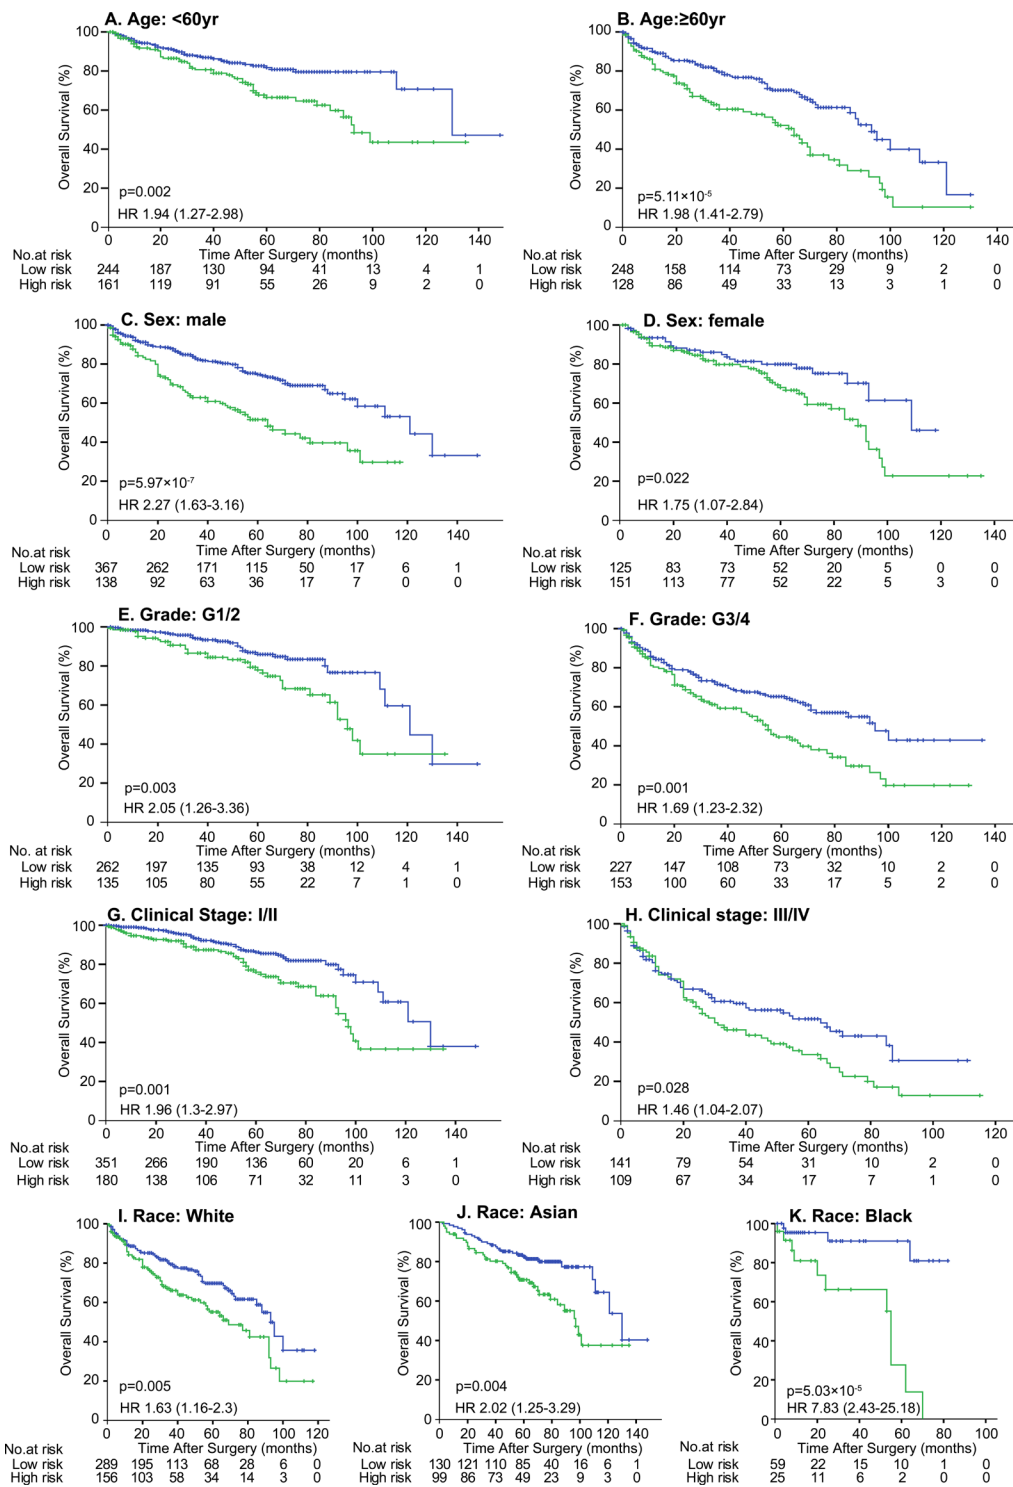 A. Age: <60yr
100
80
60
40
20
0
Overall Survival (%)
p=0.002
HR 1.94 (1.27-2.98)
0 20 40 60 80 100 120 140
Time After Surgery (months)
No.at risk
Low risk 244 187 130 94 41 13 4 1
High risk 161 119 91 55 26 9 2 0
B. Age:≥60yr
100
80
60
40
20
0
Overall Survival (%)
p=5.11×10-5
HR 1.98 (1.41-2.79)
0 20 40 60 80 100 120 140
Time After Surgery (months)
No.at risk
Low risk 248 158 114 73 29 9 2 0
High risk 128 86 49 33 13 3 1 0
C. Sex: male
100
80
60
40
20
0
Overall Survival (%)
p=5.97×10-7
HR 2.27 (1.63-3.16)
0 20 40 60 80 100 120 140
Time After Surgery (months)
No.at risk
Low risk 367 262 171 115 50 17 6 1
High risk 138 92 63 36 17 7 0 0
D. Sex: female
100
80
60
40
20
0
Overall Survival (%)
p=0.022
HR 1.75 (1.07-2.84)
0 20 40 60 80 100 120 140
Time After Surgery (months)
No.at risk
Low risk 125 83 73 52 20 5 0 0
High risk 151 113 77 52 22 5 3 0
E. Grade: G1/2
100
80
60
40
20
0
Overall Survival (%)
p=0.003
HR 2.05 (1.26-3.36)
0 20 40 60 80 100 120 140
Time After Surgery (months)
No. at risk
Low risk 262 197 135 93 38 12 4 1
High risk 135 105 80 55 22 7 1 0
F. Grade: G3/4
100
80
60
40
20
0
Overall Survival (%)
p=0.001
HR 1.69 (1.23-2.32)
0 20 40 60 80 100 120 140
Time After Surgery (months)
No. at risk
Low risk 227 147 108 73 32 10 2 0
High risk 153 100 60 33 17 5 2 0
G. Clinical Stage: I/II
100
80
60
40
20
0
Overall Survival (%)
p=0.001
HR 1.96 (1.3-2.97)
0 20 40 60 80 100 120 140
Time After Surgery (months)
No.at risk
Low risk 351 266 190 136 60 20 6 1
High risk 180 138 106 71 32 11 3 0
H. Clinical stage: III/IV
100
80
60
40
20
0
Overall Survival (%)
p=0.028
HR 1.46 (1.04-2.07)
0 20 40 60 80 100 120
Time After Surgery (months)
No.at risk
Low risk 141 79 54 31 10 2 0
High risk 109 67 34 17 7 1 0
I. Race: White
100
80
60
40
20
0
Overall Survival (%)
p=0.005
HR 1.63 (1.16-2.3)
0 20 40 60 80 100 120
Time After Surgery (months)
No.at risk
Low risk 289 195 113 68 28 6 0
High risk 156 103 58 34 14 3 0
J. Race: Asian
100
80
60
40
20
0
Overall Survival (%)
p=0.004
HR 2.02 (1.25-3.29)
0 20 40 60 80 100 120 140
Time After Surgery (months)
No.at risk
Low risk 130 121 110 85 40 16 6 1
High risk 99 86 73 49 23 9 3 0
K. Race: Black
100
80
60
40
20
0
Overall Survival (%)
p=5.03×10-5
HR 7.83 (2.43-25.18)
0 20 40 60 80 100
Time After Surgery (months)
No.at risk
Low risk 59 22 15 10 1 0
High risk 25 11 6 2 0 0